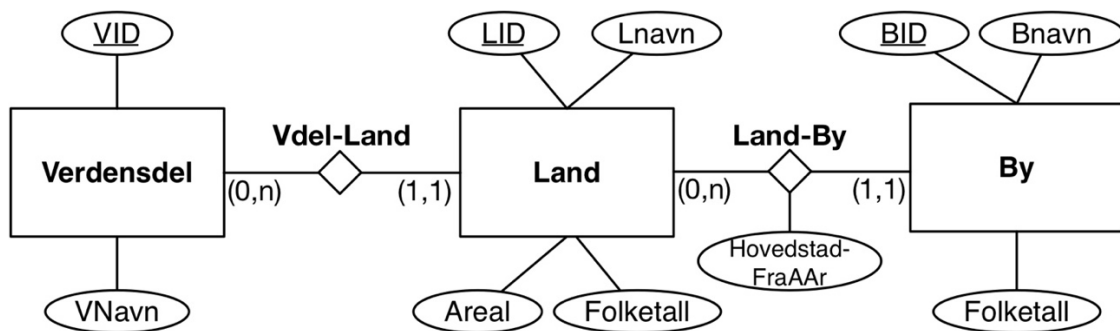 VID
LID
Lnavn
BID
Bnavn
Vdel-Land
Land-By
Verdensdel
Land
By
(0,n)
(1,1)
(0,n)
(1,1)
Hovedstad-
FraAAr
VNavn
Areal
Folketall
Folketall